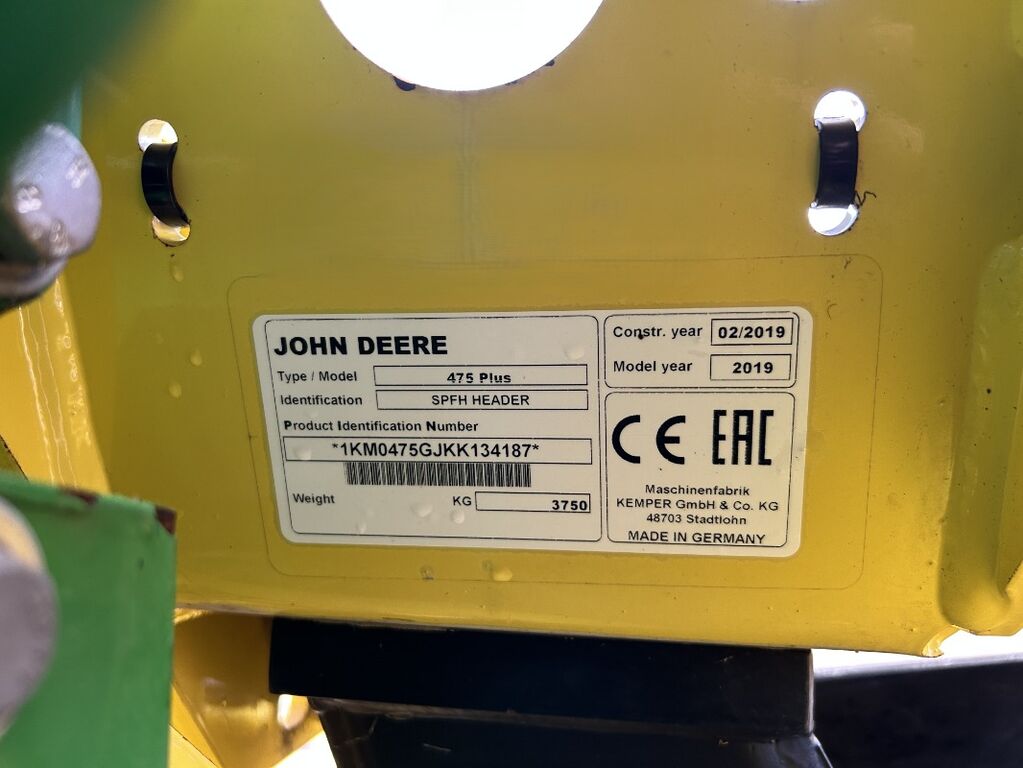 JOHN DEERE
Type / Model 475 Plus
Identification SPFH HEADER
Product Identification Number
*1KM0475GJKK134187*
Weight KG 3750
Constr. year 02/2019
Model year 2019
CE EAC
Maschinenfabrik
KEMPER GmbH & Co. KG
48703 Stadtlohn
MADE IN GERMANY